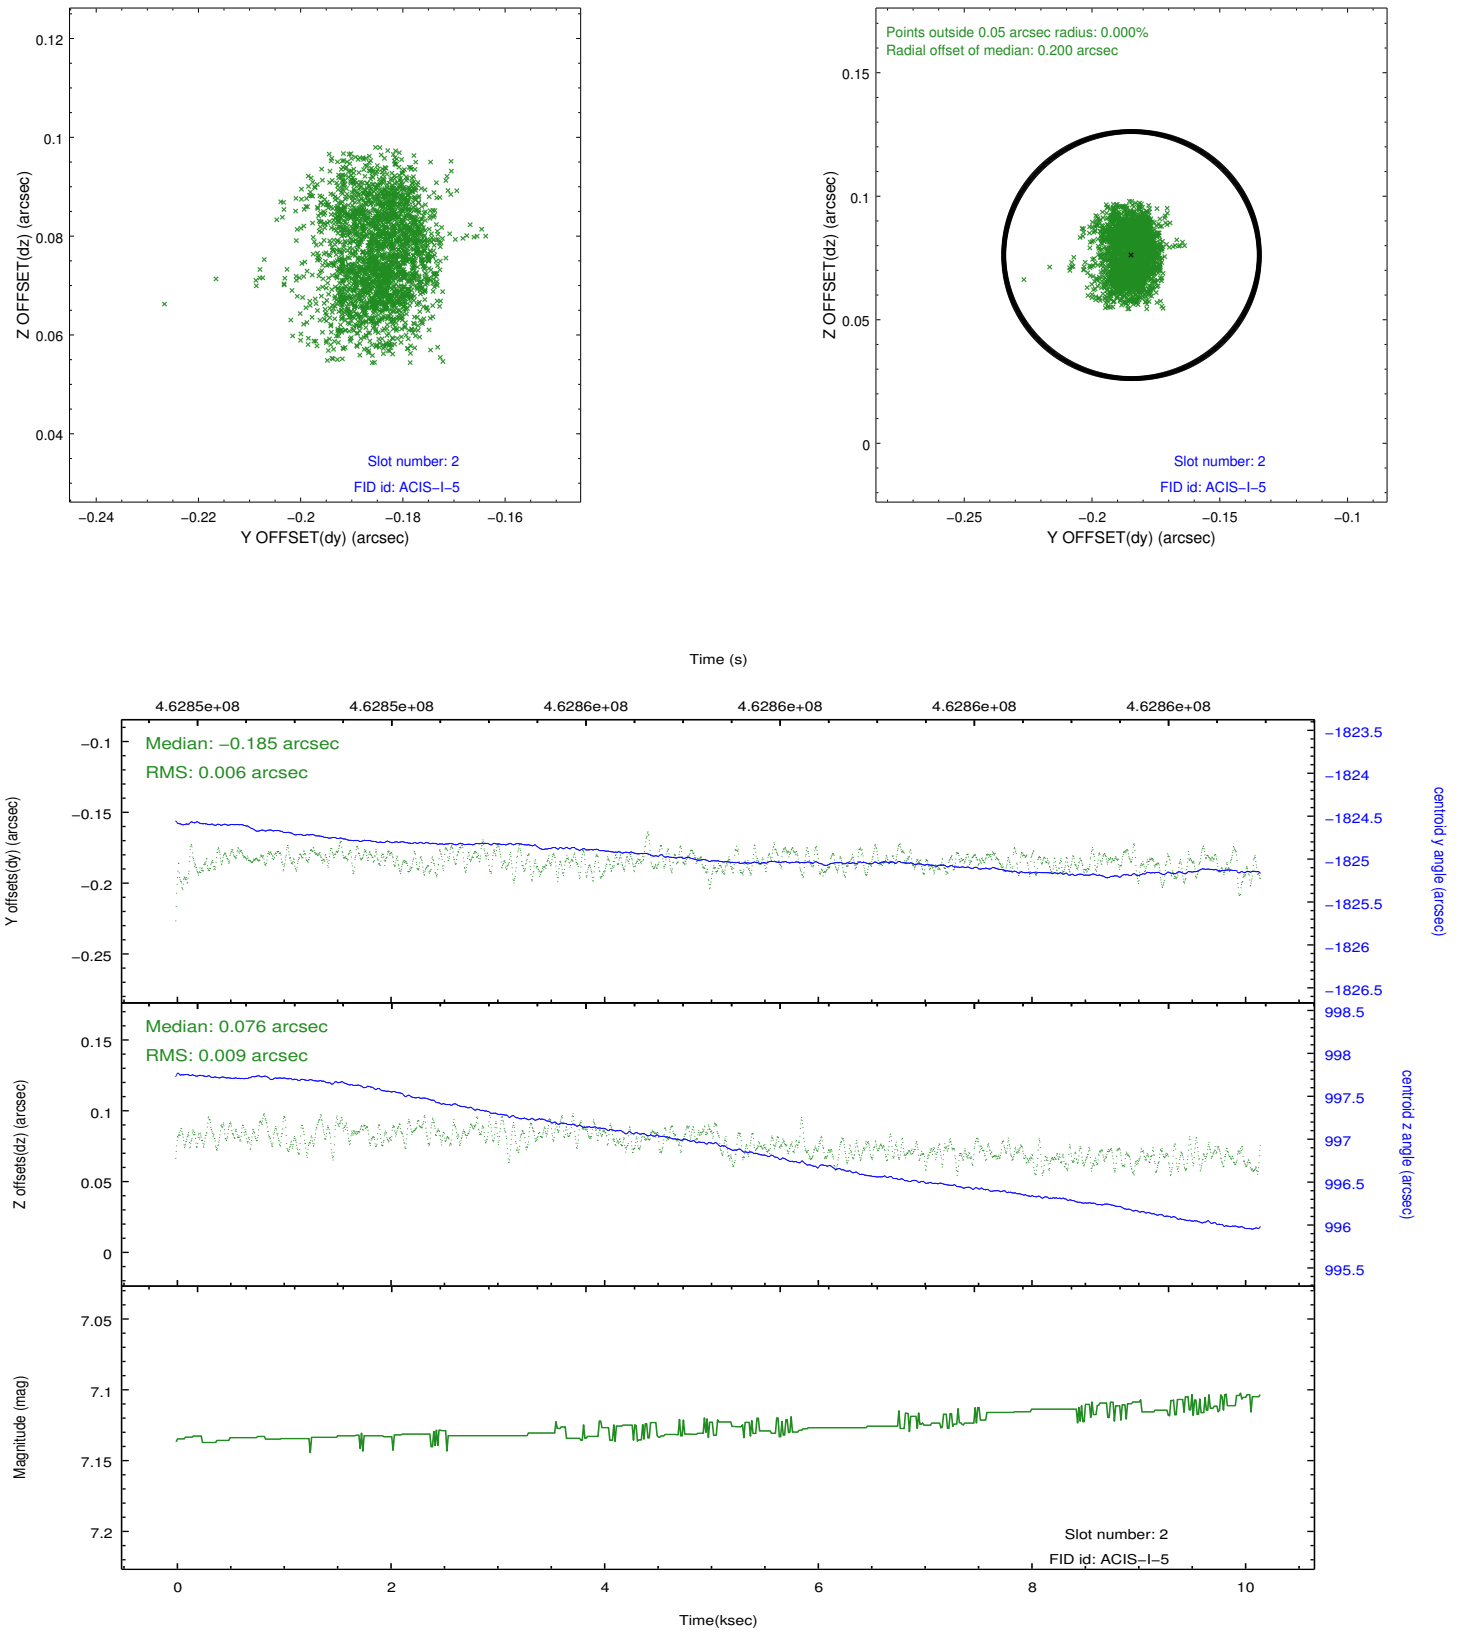 0.12
0.1
0.08
0.06
0.04
Z OFFSET(dz) (arcsec)
Slot number: 2
FID id: ACIS−I−5
−0.24 −0.22 −0.2 −0.18 −0.16
Y OFFSET(dy) (arcsec)
Points outside 0.05 arcsec radius: 0.000%
Radial offset of median: 0.200 arcsec
0.15
0.1
0.05
0
Z OFFSET(dz) (arcsec)
Slot number: 2
FID id: ACIS−I−5
−0.25 −0.2 −0.15 −0.1
Y OFFSET(dy) (arcsec)
Time (s)
4.6285e+08 4.6285e+08 4.6286e+08 4.6286e+08 4.6286e+08 4.6286e+08
Median: −0.185 arcsec
RMS: 0.006 arcsec
−0.1
−0.15
−0.2
−0.25
Y offsets(dy) (arcsec)
−1823.5
−1824
−1824.5
−1825
−1825.5
−1826
−1826.5
centroid y angle (arcsec)
Median: 0.076 arcsec
RMS: 0.009 arcsec
0.15
0.1
0.05
0
Z offsets(dz) (arcsec)
998.5
998
997.5
997
996.5
996
995.5
centroid z angle (arcsec)
7.05
7.1
7.15
7.2
Magnitude (mag)
Slot number: 2
FID id: ACIS−I−5
0 2 4 6 8 10
Time(ksec)